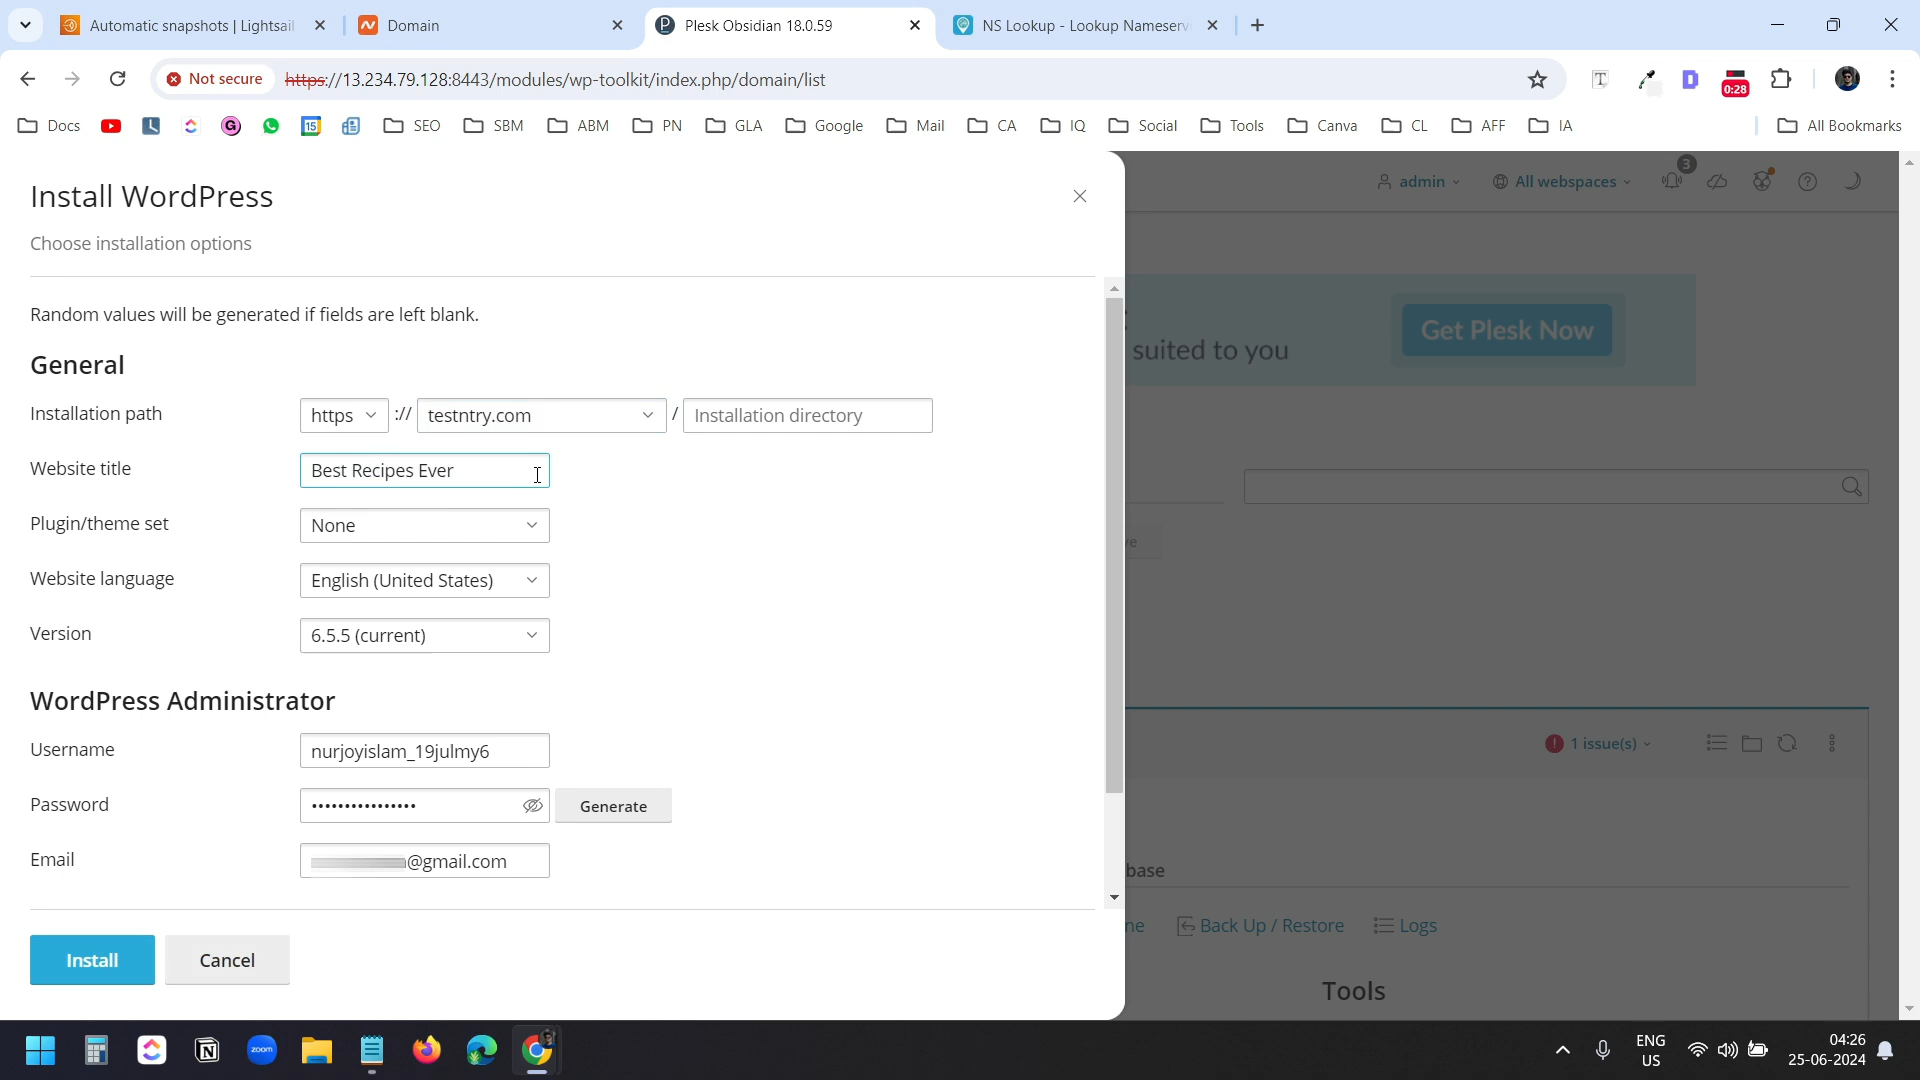 Automatic snapshots | Lightsail
Domain
Plesk Obsidian 18.0.59
NS Lookup - Lookup Nameserv
Not secure
https://13.234.79.128:8443/modules/wp-toolkit/index.php/domain/list
0:28
Docs
15
SEO
SBM
ABM
PN
GLA
Google
Mail
CA
IQ
Social
Tools
Canva
CL
AFF
IA
All Bookmarks
Install WordPress
Choose installation options
Random values will be generated if fields are left blank.
General
Installation path
https
://
testntry.com
/
Installation directory
Website title
Best Recipes Ever
Plugin/theme set
None
Website language
English (United States)
Version
6.5.5 (current)
WordPress Administrator
Username
nurjoyislam_19julmy6
Password
Generate
Email
@gmail.com
Install
Cancel
admin
All webspaces
3
suited to you
Get Plesk Now
1 issue(s)
Back Up / Restore
Logs
Tools
zoom
ENG
US
04:26
25-06-2024